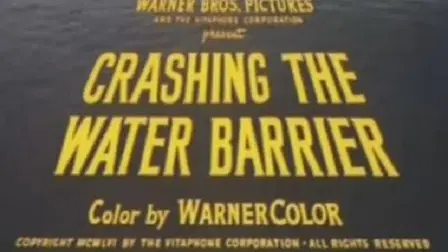 WARNER BROS. PICTURES
AND THE VITAPHONE CORPORATION
present
CRASHING THE
WATER BARRIER
Color by WARNERCOLOR
COPYRIGHT MCMLVI BY THE VITAPHONE CORPORATION · ALL RIGHTS RESERVED